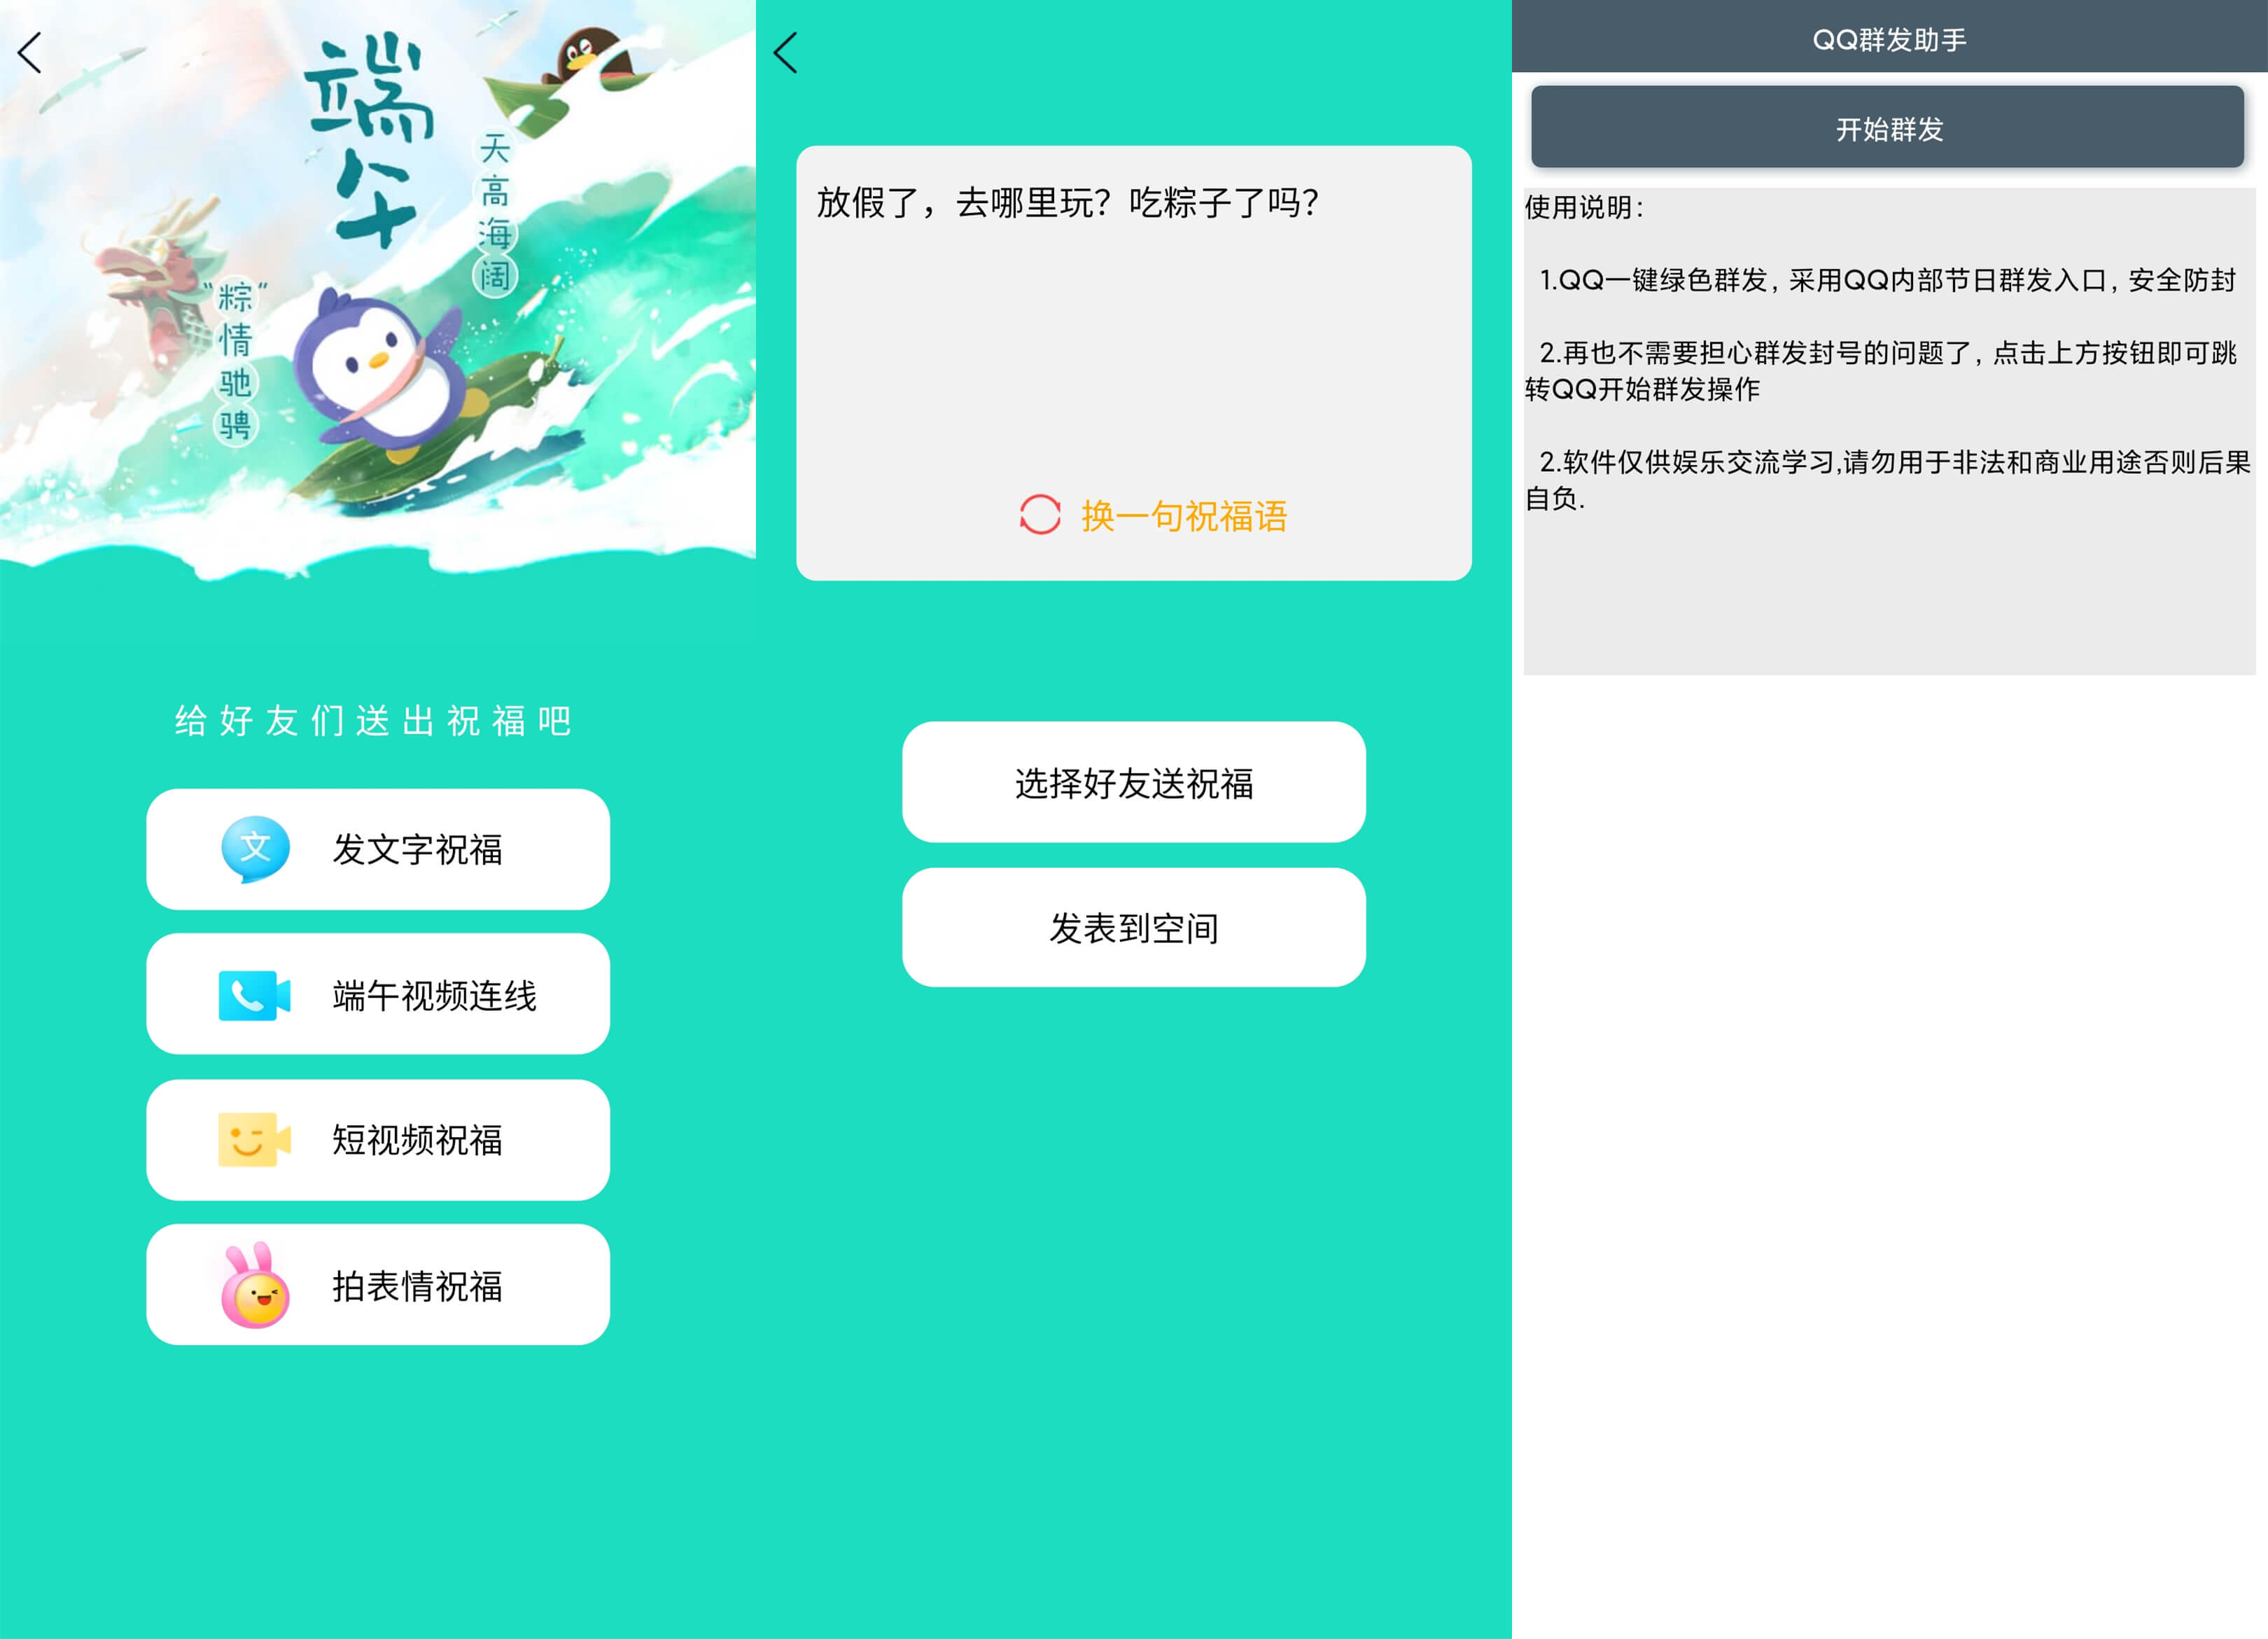 端午
天高海阔
“粽”情驰骋
给好友们送出祝福吧
文
发文字祝福
端午视频连线
短视频祝福
拍表情祝福
放假了，去哪里玩？吃粽子了吗？
换一句祝福语
选择好友送祝福
发表到空间
QQ群发助手
开始群发
使用说明：
1.QQ一键绿色群发，采用QQ内部节日群发入口，安全防封
2.再也不需要担心群发封号的问题了，点击上方按钮即可跳
转QQ开始群发操作
2.软件仅供娱乐交流学习,请勿用于非法和商业用途否则后果
自负.